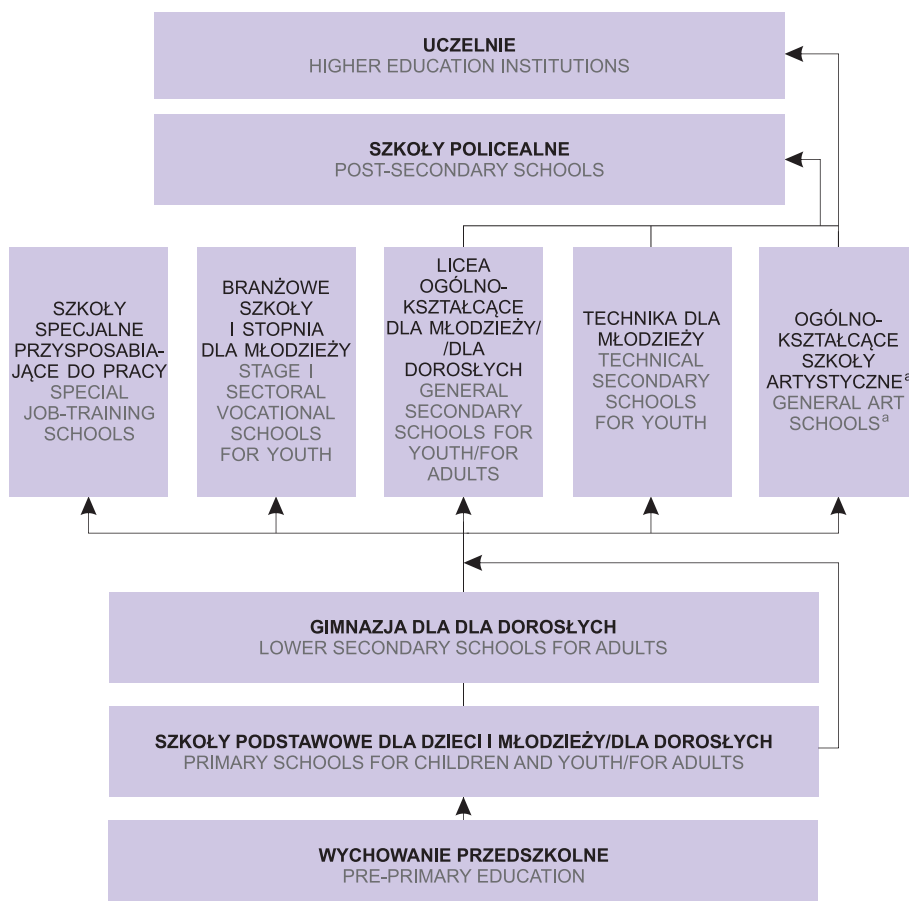 UCZELNIE
HIGHER EDUCATION INSTITUTIONS
SZKOŁY POLICEALNE
POST-SECONDARY SCHOOLS
SZKOŁY
SPECJALNE
PRZYSPOSABIA-
JĄCE DO PRACY
SPECIAL
JOB-TRAINING
SCHOOLS
BRANŻOWE
SZKOŁY
I STOPNIA
DLA MŁODZIEŻY
STAGE I
SECTORAL
VOCATIONAL
SCHOOLS
FOR YOUTH
LICEA
OGÓLNO-
KSZTAŁCĄCE
DLA MŁODZIEŻY/
/DLA
DOROSŁYCH
GENERAL
SECONDARY
SCHOOLS FOR
YOUTH/FOR
ADULTS
TECHNIKA DLA
MŁODZIEŻY
TECHNICAL
SECONDARY
SCHOOLS
FOR YOUTH
OGÓLNO-
KSZTAŁCĄCE
SZKOŁY
ARTYSTYCZNE a
GENERAL ART
SCHOOLS a
GIMNAZJA DLA DLA DOROSŁYCH
LOWER SECONDARY SCHOOLS FOR ADULTS
SZKOŁY PODSTAWOWE DLA DZIECI I MŁODZIEŻY/DLA DOROSŁYCH
PRIMARY SCHOOLS FOR CHILDREN AND YOUTH/FOR ADULTS
WYCHOWANIE PRZEDSZKOLNE
PRE-PRIMARY EDUCATION